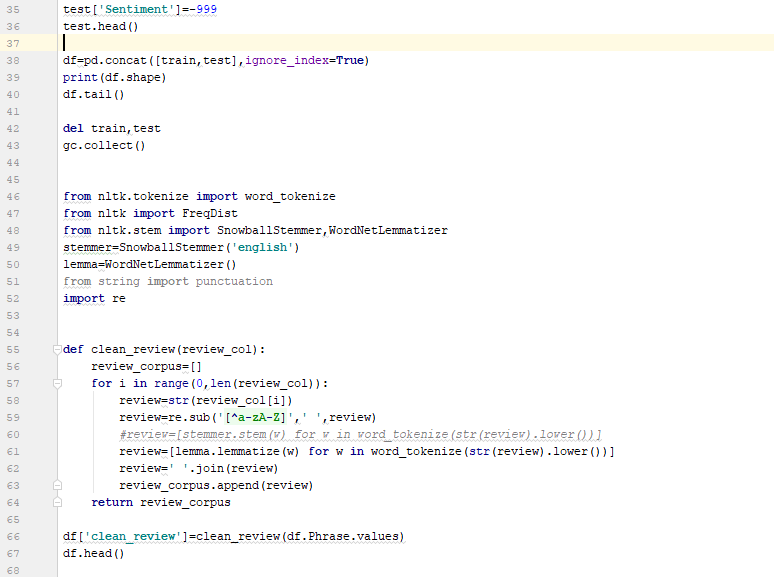 35 test['Sentiment']=-999
36 test.head()
37
38 df=pd.concat([train,test],ignore_index=True)
39 print(df.shape)
40 df.tail()
41
42 del train,test
43 gc.collect()
44
45
46 from nltk.tokenize import word_tokenize
47 from nltk import FreqDist
48 from nltk.stem import SnowballStemmer,WordNetLemmatizer
49 stemmer=SnowballStemmer('english')
50 lemma=WordNetLemmatizer()
51 from string import punctuation
52 import re
53
54
55 def clean_review(review_col):
56     review_corpus=[]
57     for i in range(0,len(review_col)):
58         review=str(review_col[i])
59         review=re.sub('[^a-zA-Z]',' ',review)
60         #review=[stemmer.stem(w) for w in word_tokenize(str(review).lower())]
61         review=[lemma.lemmatize(w) for w in word_tokenize(str(review).lower())]
62         review=' '.join(review)
63         review_corpus.append(review)
64     return review_corpus
65
66 df['clean_review']=clean_review(df.Phrase.values)
67 df.head()
68